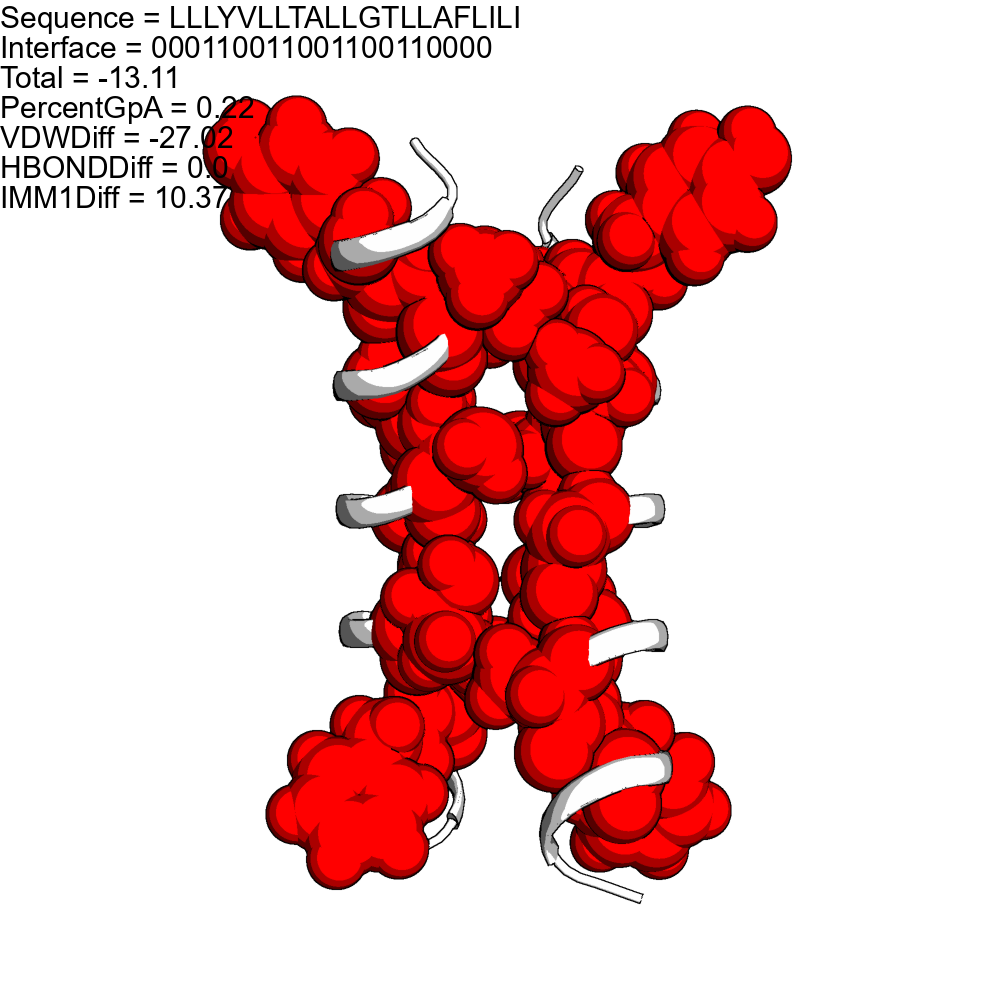 Sequence = LLLYVLLTALLGTLLAFLILI
Interface = 000110011001100110000
Total = -13.11
PercentGpA = 0.22
VDWDiff = -27.02
HBONDDiff = 0.0
IMM1Diff = 10.37